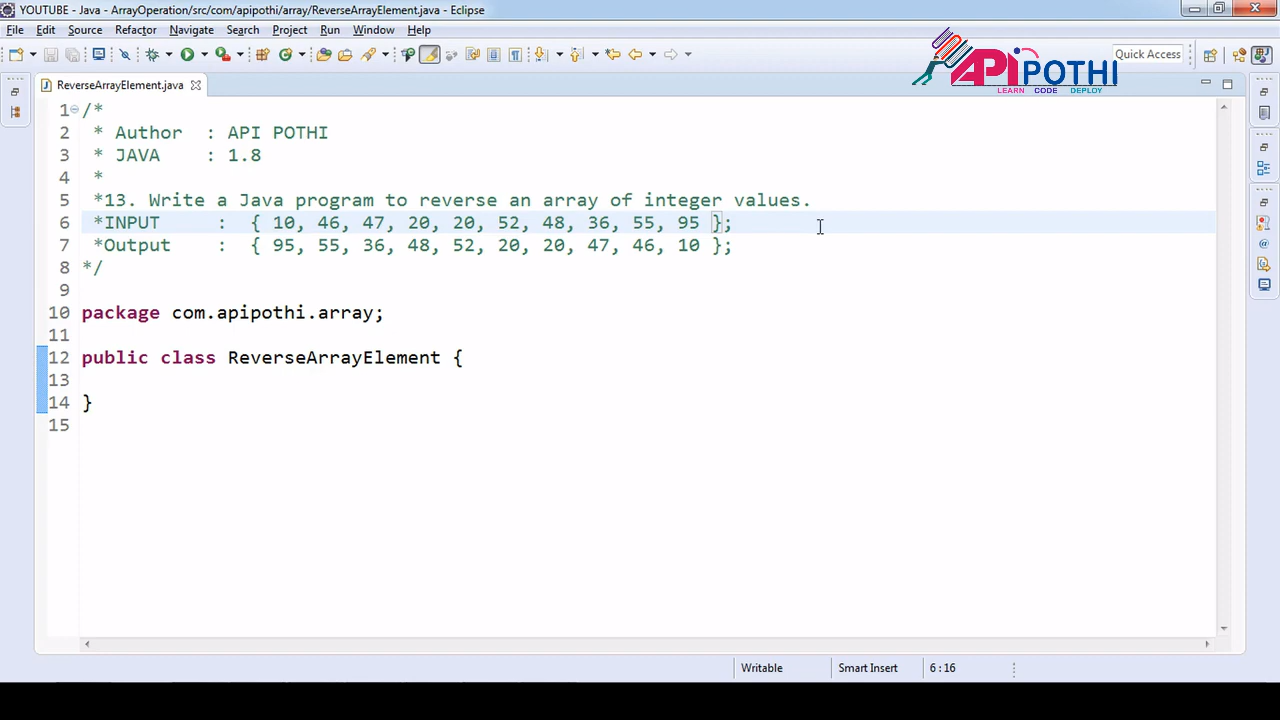 YOUTUBE - Java - ArrayOperation/src/com/apipothi/array/ReverseArrayElement.java - Eclipse
File Edit Source Refactor Navigate Search Project Run Window Help
Quick Access
APIPOTHI
LEARN CODE DEPLOY
ReverseArrayElement.java
1 /*
2 * Author : API POTHI
3 * JAVA : 1.8
4 *
5 *13. Write a Java program to reverse an array of integer values.
6 *INPUT : { 10, 46, 47, 20, 20, 52, 48, 36, 55, 95 };
7 *Output : { 95, 55, 36, 48, 52, 20, 20, 47, 46, 10 };
8 */
9
10 package com.apipothi.array;
11
12 public class ReverseArrayElement {
13
14 }
15
Writable Smart Insert 6 : 16